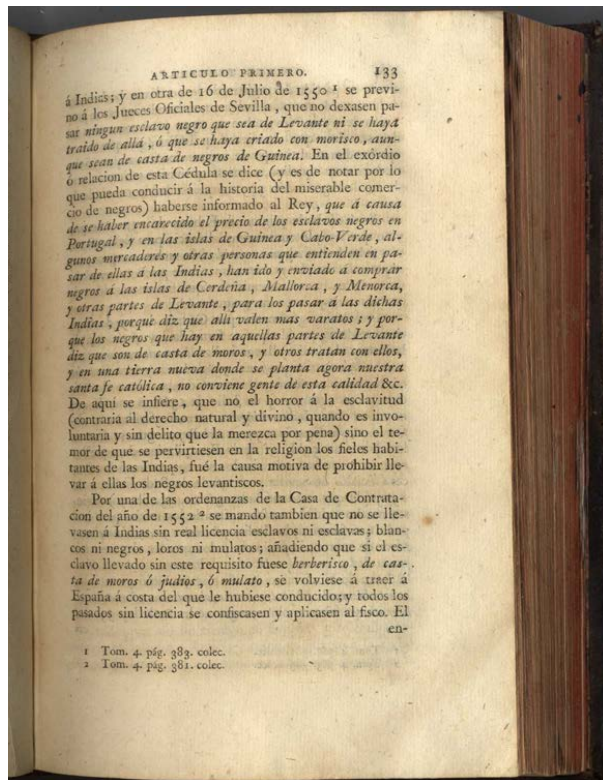 ARTICULO PRIMERO. 133
á Indias; y en otra de 16 de Julio de 1550 1 se previ-
no á los Jueces Oficiales de Sevilla, que no dexasen pa-
sar ningun esclavo negro que sea de Levante ni se haya
traido de allá, ó que se haya criado con morisco, aun-
que sean de casta de negros de Guinea. En el exôrdio
ó relacion de esta Cédula se dice (y es de notar por lo
que pueda conducir á la historia del miserable comer-
cio de negros) haberse informado al Rey, que á causa
de se haber encarecido el precio de los esclavos negros en
Portugal, y en las islas de Guinea y Cabo-Verde, al-
gunos mercaderes y otras personas que entienden en pa-
sar de ellas á las Indias, han ido y enviado á comprar
negros á las islas de Cerdeña, Mallorca, y Menorca,
y otras partes de Levante, para los pasar á las dichas
Indias, porque diz que allí valen mas varatos; y por-
que los negros que hay en aquellas partes de Levante
diz que son de casta de moros, y otros tratan con ellos,
y en una tierra nueva donde se planta agora nuestra
santa fe católica, no conviene gente de esta calidad &c.
De aquí se infiere, que no el horror á la esclavitud
(contraria al derecho natural y divino, quando es invo-
luntaria y sin delito que la merezca por pena) sino el te-
mor de que se pervirtiesen en la religion los fieles habi-
tantes de las Indias, fué la causa motiva de prohibir lle-
var á ellas los negros levantiscos.
Por una de las ordenanzas de la Casa de Contrata-
cion del año de 1552 2 se mandó tambien que no se lle-
vasen á Indias sin real licencia esclavos ni esclavas; blan-
cos ni negros, loros ni mulatos; añadiendo que si el es-
clavo llevado sin este requisito fuese berberisco, de cas-
ta de moros ó judios, ó mulato, se volviese á traer á
España á costa del que le hubiese conducido; y todos los
pasados sin licencia se confiscasen y aplicasen al fisco. El
en-
1 Tom. 4. pág. 383. colec.
2 Tom. 4. pág. 381. colec.